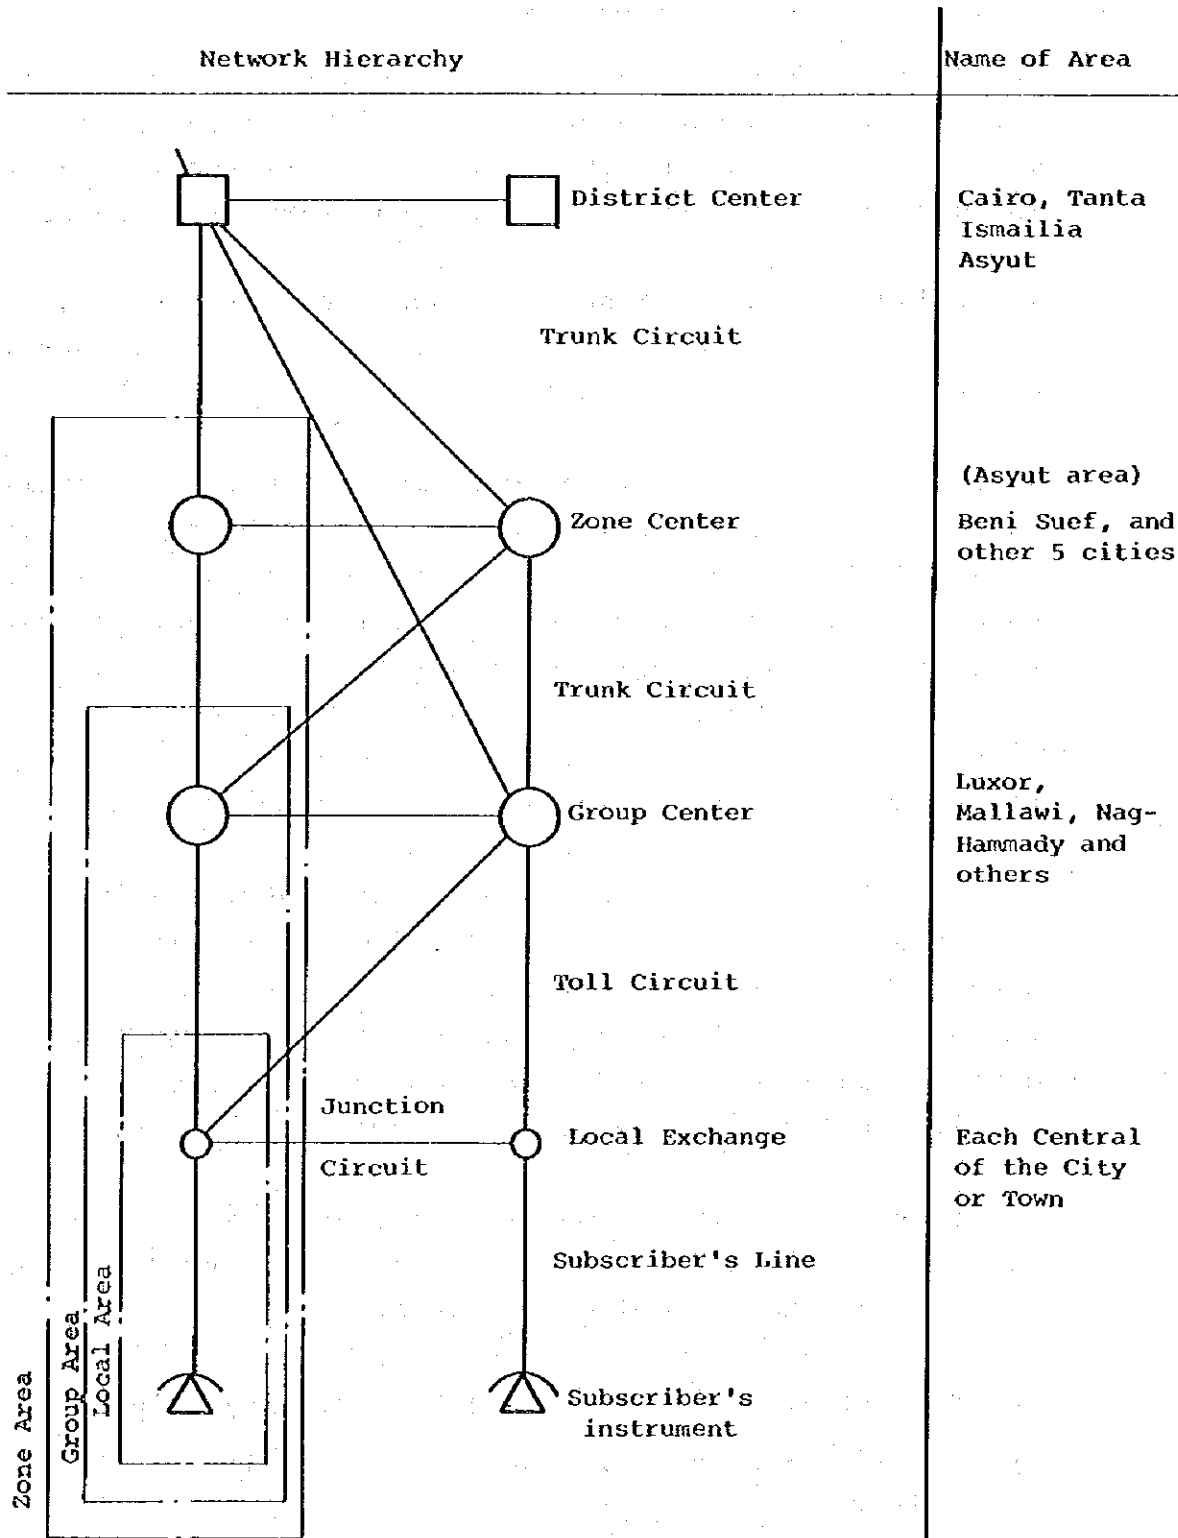 Network Hierarchy
Name of Area
District Center
Cairo, Tanta
Ismailia
Asyut
Trunk Circuit
(Asyut area)
Zone Center
Beni Suef, and
other 5 cities
Trunk Circuit
Group Center
Luxor,
Mallawi, Nag-
Hammady and
others
Toll Circuit
Junction
Circuit
Local Exchange
Each Central
of the City
or Town
Subscriber's Line
Subscriber's
instrument
Zone Area
Group Area
Local Area